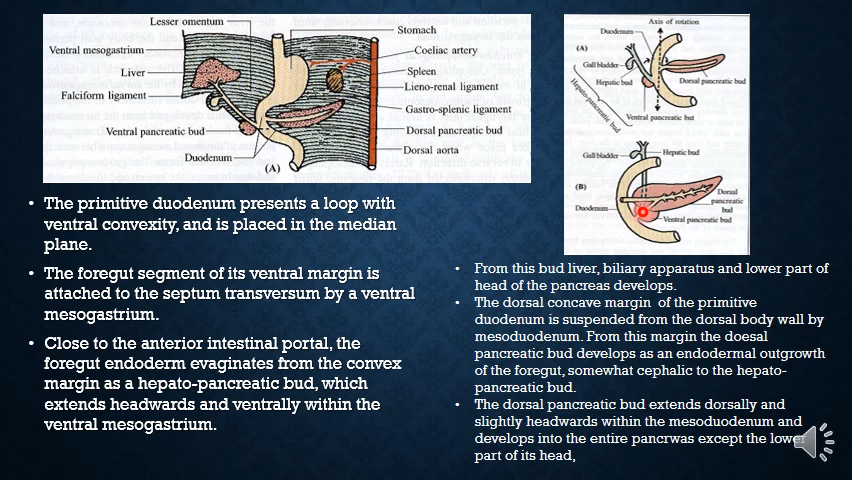 Lesser omentum
Stomach
Ventral mesogastrium
Coeliac artery
Liver
Spleen
Falciform ligament
Lieno-renal ligament
Gastro-splenic ligament
Ventral pancreatic bud
Dorsal pancreatic bud
Duodenum
Dorsal aorta
(A)
Axis of rotation
Duodenum
(A)
Gall bladder
Hepatic bud
Dorsal pancreatic bud
Hepato-pancreatic bud
Ventral pancreatic but
Gall bladder
Hepatic bud
(B)
Dorsal
pancreatic
bud
Duodenum
Ventral pancreatic bud
• The primitive duodenum presents a loop with
ventral convexity, and is placed in the median
plane.
• The foregut segment of its ventral margin is
attached to the septum transversum by a ventral
mesogastrium.
• Close to the anterior intestinal portal, the
foregut endoderm evaginates from the convex
margin as a hepato-pancreatic bud, which
extends headwards and ventrally within the
ventral mesogastrium.
• From this bud liver, biliary apparatus and lower part of
head of the pancreas develops.
• The dorsal concave margin of the primitive
duodenum is suspended from the dorsal body wall by
mesoduodenum. From this margin the doesal
pancreatic bud develops as an endodermal outgrowth
of the foregut, somewhat cephalic to the hepato-
pancreatic bud.
• The dorsal pancreatic bud extends dorsally and
slightly headwards within the mesoduodenum and
develops into the entire pancrwas except the lower
part of its head,